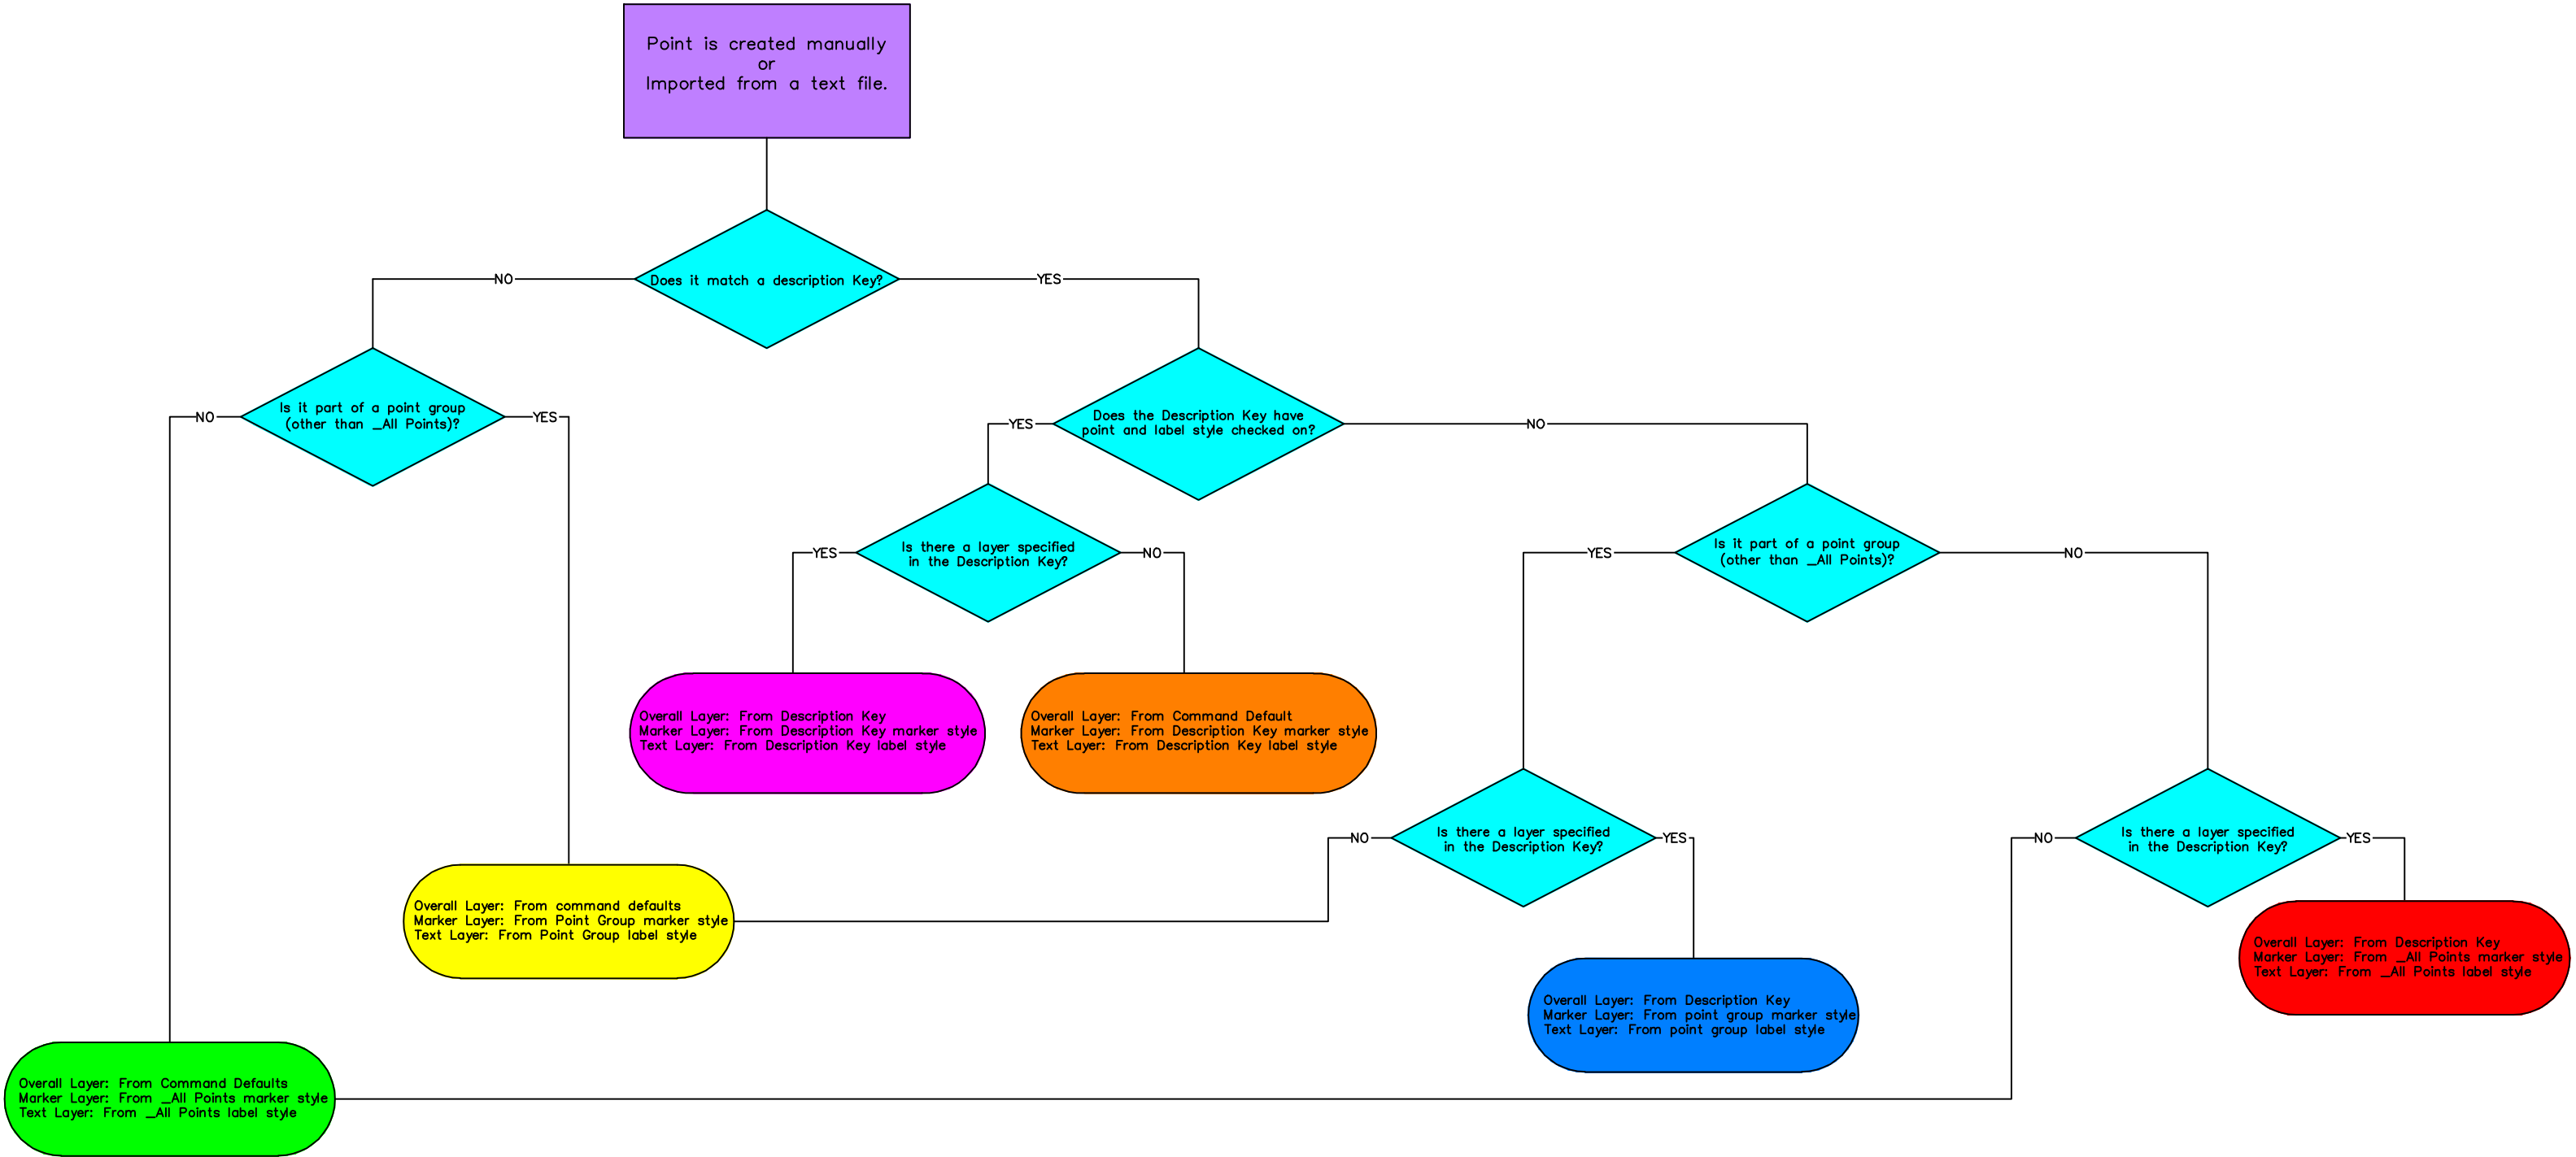 Point is created manually
or
Imported from a text file.
Does it match a description Key?
NO
YES
Is it part of a point group
(other than _All Points)?
NO
YES
Does the Description Key have
point and label style checked on?
YES
NO
Is there a layer specified
in the Description Key?
YES
NO
Is it part of a point group
(other than _All Points)?
YES
NO
Overall Layer: From Description Key
Marker Layer: From Description Key marker style
Text Layer: From Description Key label style
Overall Layer: From Command Default
Marker Layer: From Description Key marker style
Text Layer: From Description Key label style
Is there a layer specified
in the Description Key?
NO
YES
Is there a layer specified
in the Description Key?
NO
YES
Overall Layer: From command defaults
Marker Layer: From Point Group marker style
Text Layer: From Point Group label style
Overall Layer: From Description Key
Marker Layer: From _All Points marker style
Text Layer: From _All Points label style
Overall Layer: From Description Key
Marker Layer: From point group marker style
Text Layer: From point group label style
Overall Layer: From Command Defaults
Marker Layer: From _All Points marker style
Text Layer: From _All Points label style